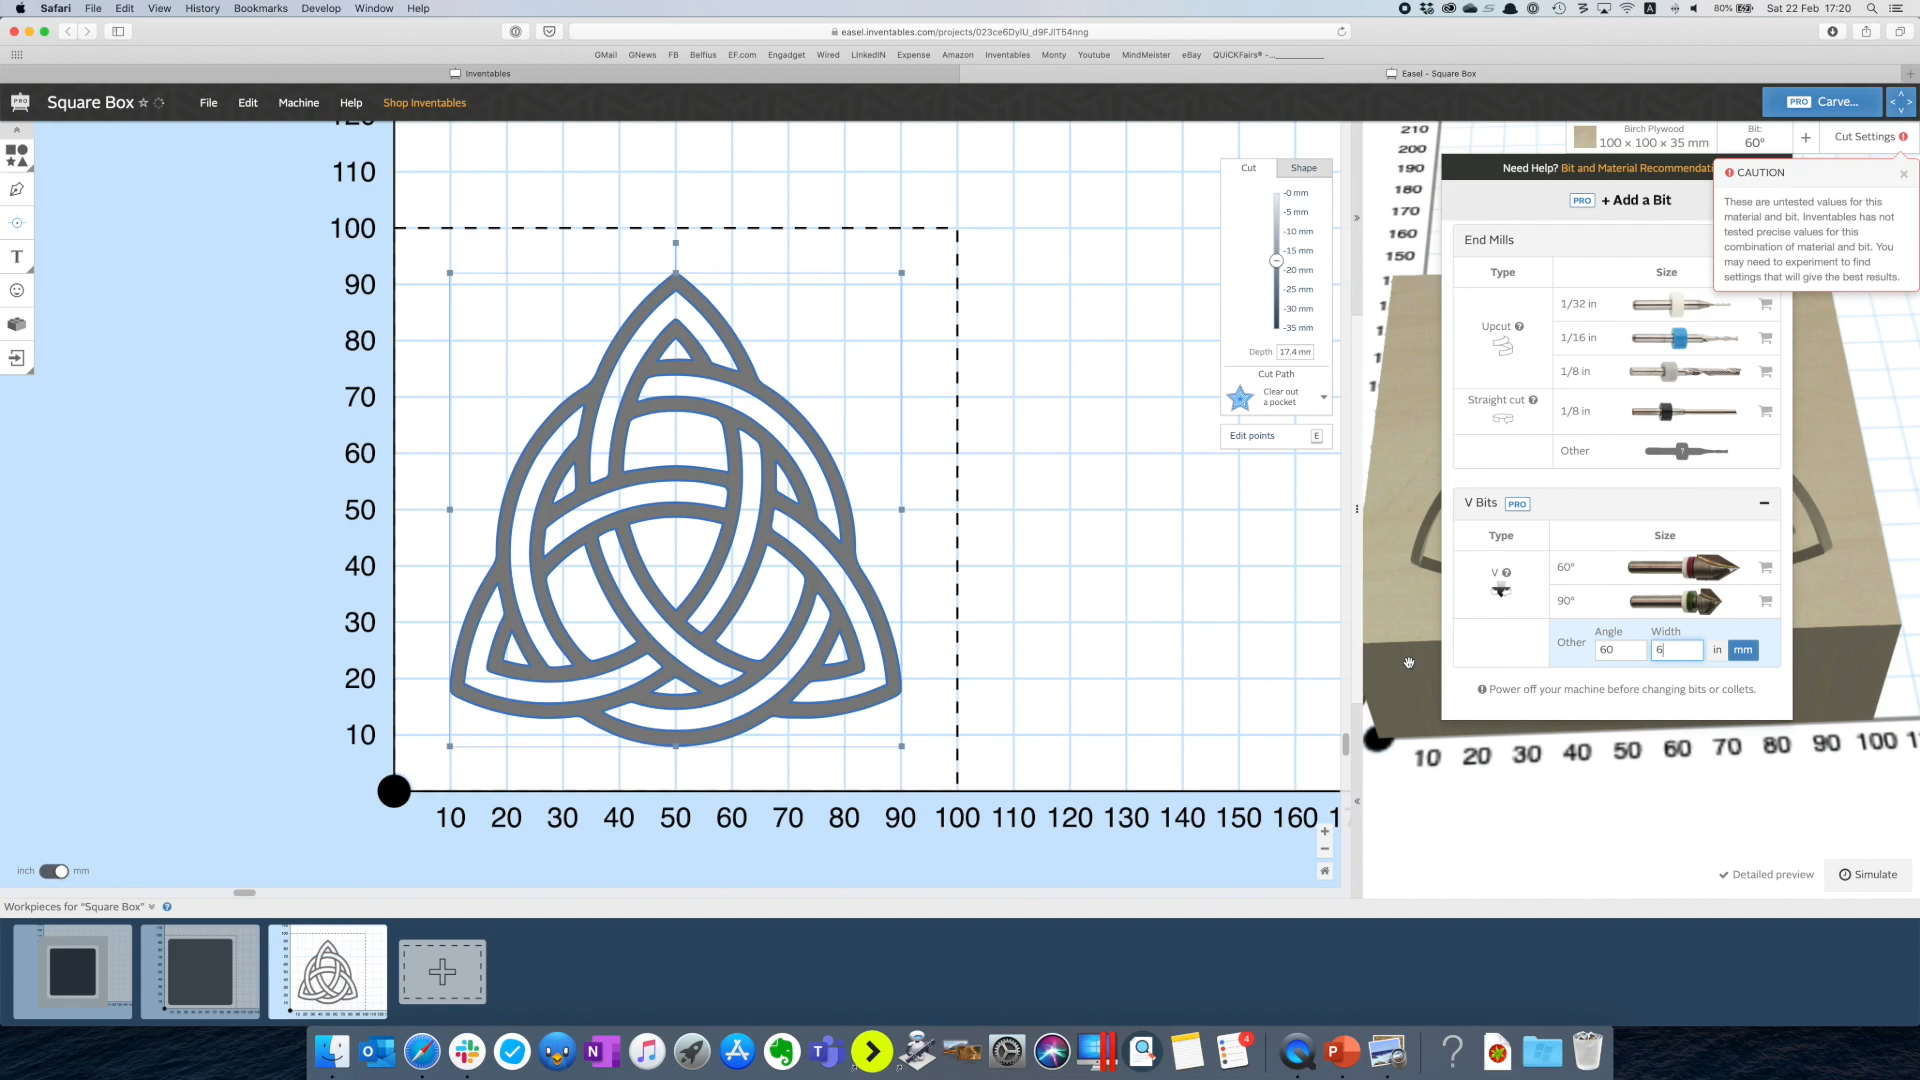 Safari File Edit View History Bookmarks Develop Window Help
80% Sat 22 Feb 17:20
easel.inventables.com/projects/023ce6DyIU_d9FJIT54nng
GMail GNews FB Belfius EF.com Engadget Wired LInkedIN Expense Amazon Inventables Monty Youtube MindMeister eBay QUiCKFairs® -...
Inventables
Easel - Square Box
PRO Square Box File Edit Machine Help Shop Inventables
PRO Carve...
Birch Plywood
100 × 100 × 35 mm
Bit:
60°
+
Cut Settings
CAUTION
These are untested values for this
material and bit. Inventables has not
tested precise values for this
combination of material and bit. You
may need to experiment to find
settings that will give the best results.
Need Help? Bit and Material Recommendati
PRO + Add a Bit
End Mills
Type Size
Upcut
1/32 in
1/16 in
1/8 in
Straight cut
1/8 in
Other
V Bits PRO
Type Size
V
60°
90°
Other
Angle Width
60 6 in mm
Power off your machine before changing bits or collets.
Cut Shape
-0 mm
-5 mm
-10 mm
-15 mm
-20 mm
-25 mm
-30 mm
-35 mm
Depth 17.4 mm
Cut Path
Clear out
a pocket
Edit points E
120
110
100
90
80
70
60
50
40
30
20
10
10 20 30 40 50 60 70 80 90 100 110 120 130 140 150 160
210
200
190
180
170
160
150
10 20 30 40 50 60 70 80 90 100
T
inch mm
Detailed preview
Simulate
Workpieces for "Square Box"
4